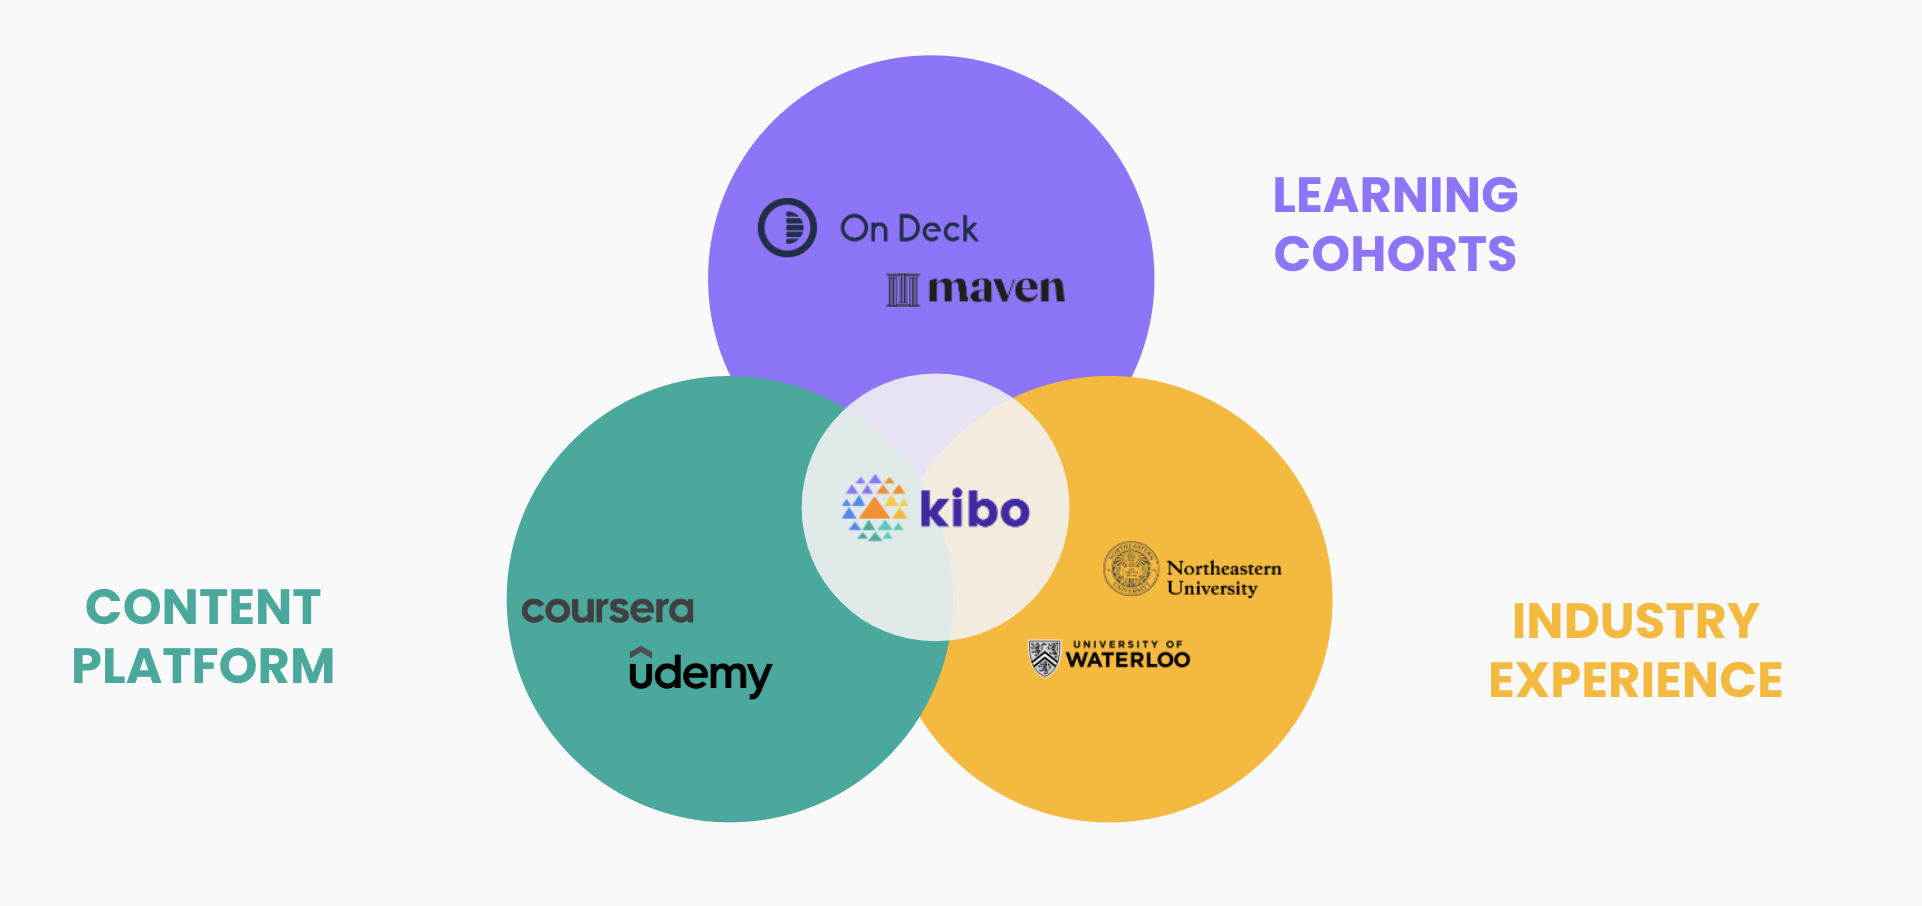 On Deck
maven
LEARNING
COHORTS
kibo
CONTENT
PLATFORM
coursera
udemy
Northeastern
University
UNIVERSITY OF
WATERLOO
INDUSTRY
EXPERIENCE